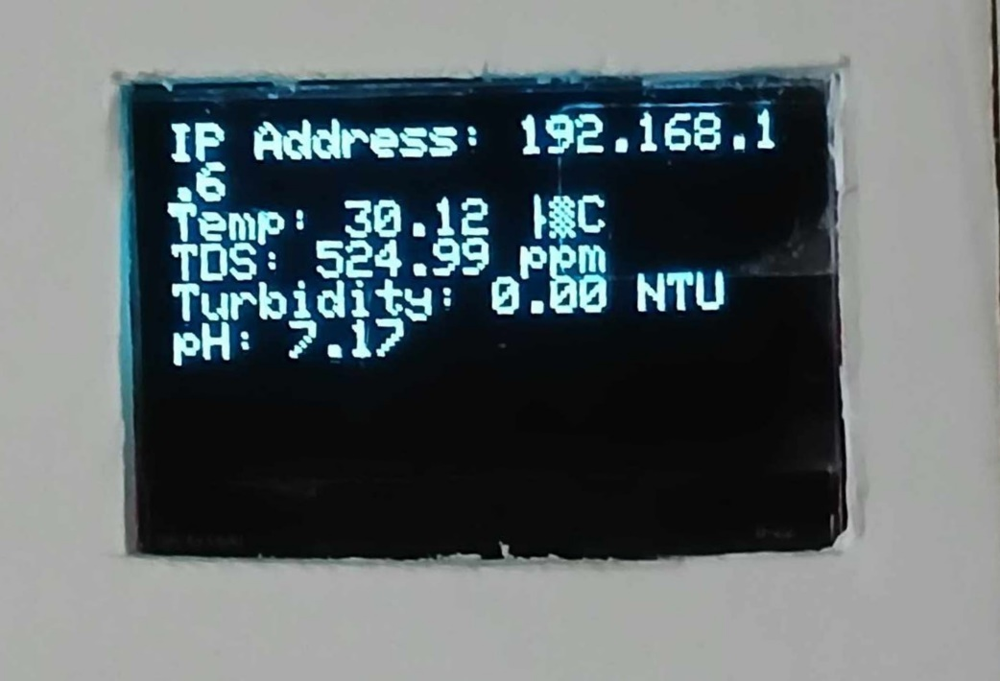 IP Address: 192.168.1
.6
Temp: 30.12 ├▒C
TDS: 524.99 ppm
Turbidity: 0.00 NTU
pH: 7.17